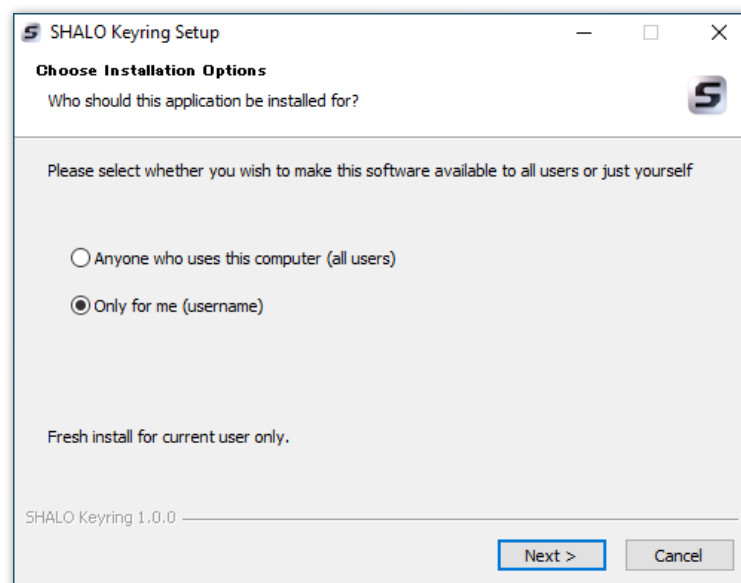 SHALO Keyring Setup
Choose Installation Options
Who should this application be installed for?
Please select whether you wish to make this software available to all users or just yourself
Anyone who uses this computer (all users)
Only for me (username)
Fresh install for current user only.
SHALO Keyring 1.0.0
Next >
Cancel